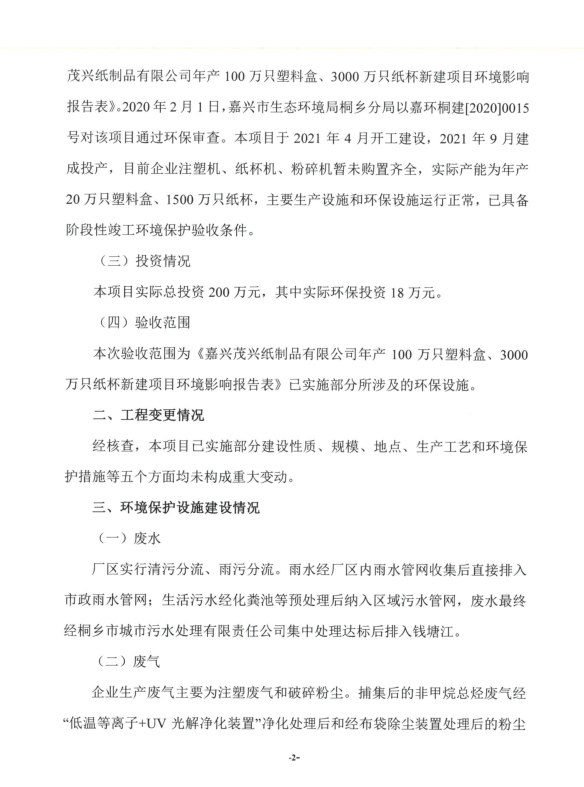 茂兴纸制品有限公司年产 100 万只塑料盒、3000 万只纸杯新建项目环境影响
报告表》。2020 年 2 月 1 日，嘉兴市生态环境局桐乡分局以嘉环桐建[2020]0015
号对该项目通过环保审查。本项目于 2021 年 4 月开工建设，2021 年 9 月建
成投产，目前企业注塑机、纸杯机、粉碎机暂未购置齐全，实际产能为年产
20 万只塑料盒、1500 万只纸杯，主要生产设施和环保设施运行正常，已具备
阶段性竣工环境保护验收条件。
（三）投资情况
本项目实际总投资 200 万元，其中实际环保投资 18 万元。
（四）验收范围
本次验收范围为《嘉兴茂兴纸制品有限公司年产 100 万只塑料盒、3000
万只纸杯新建项目环境影响报告表》已实施部分所涉及的环保设施。
二、工程变更情况
经核查，本项目已实施部分建设性质、规模、地点、生产工艺和环境保
护措施等五个方面均未构成重大变动。
三、环境保护设施建设情况
（一）废水
厂区实行清污分流、雨污分流。雨水经厂区内雨水管网收集后直接排入
市政雨水管网；生活污水经化粪池等预处理后纳入区域污水管网，废水最终
经桐乡市城市污水处理有限责任公司集中处理达标后排入钱塘江。
（二）废气
企业生产废气主要为注塑废气和破碎粉尘。捕集后的非甲烷总烃废气经
“低温等离子+UV 光解净化装置”净化处理后和经布袋除尘装置处理后的粉尘
-2-